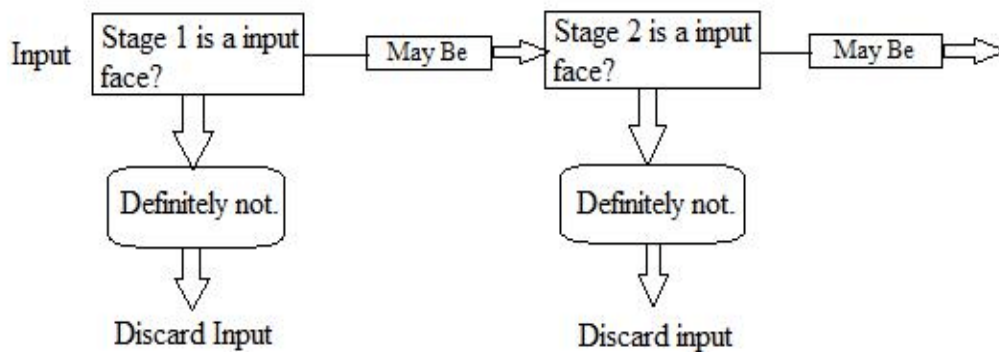 Input
Stage 1 is a input
face?
May Be
Stage 2 is a input
face?
May Be
Definitely not.
Definitely not.
Discard Input
Discard input